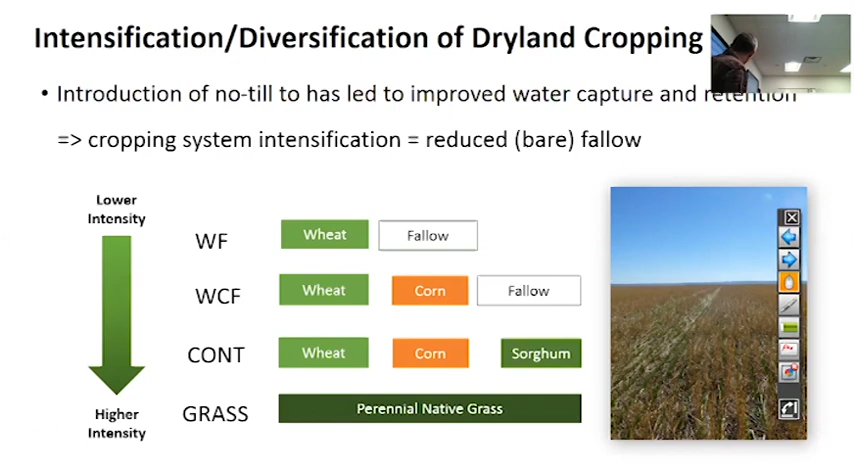 Intensification/Diversification of Dryland Cropping
• Introduction of no-till to has led to improved water capture and retention
=> cropping system intensification = reduced (bare) fallow
Lower
Intensity
WF Wheat Fallow
WCF Wheat Corn Fallow
CONT Wheat Corn Sorghum
GRASS Perennial Native Grass
Higher
Intensity